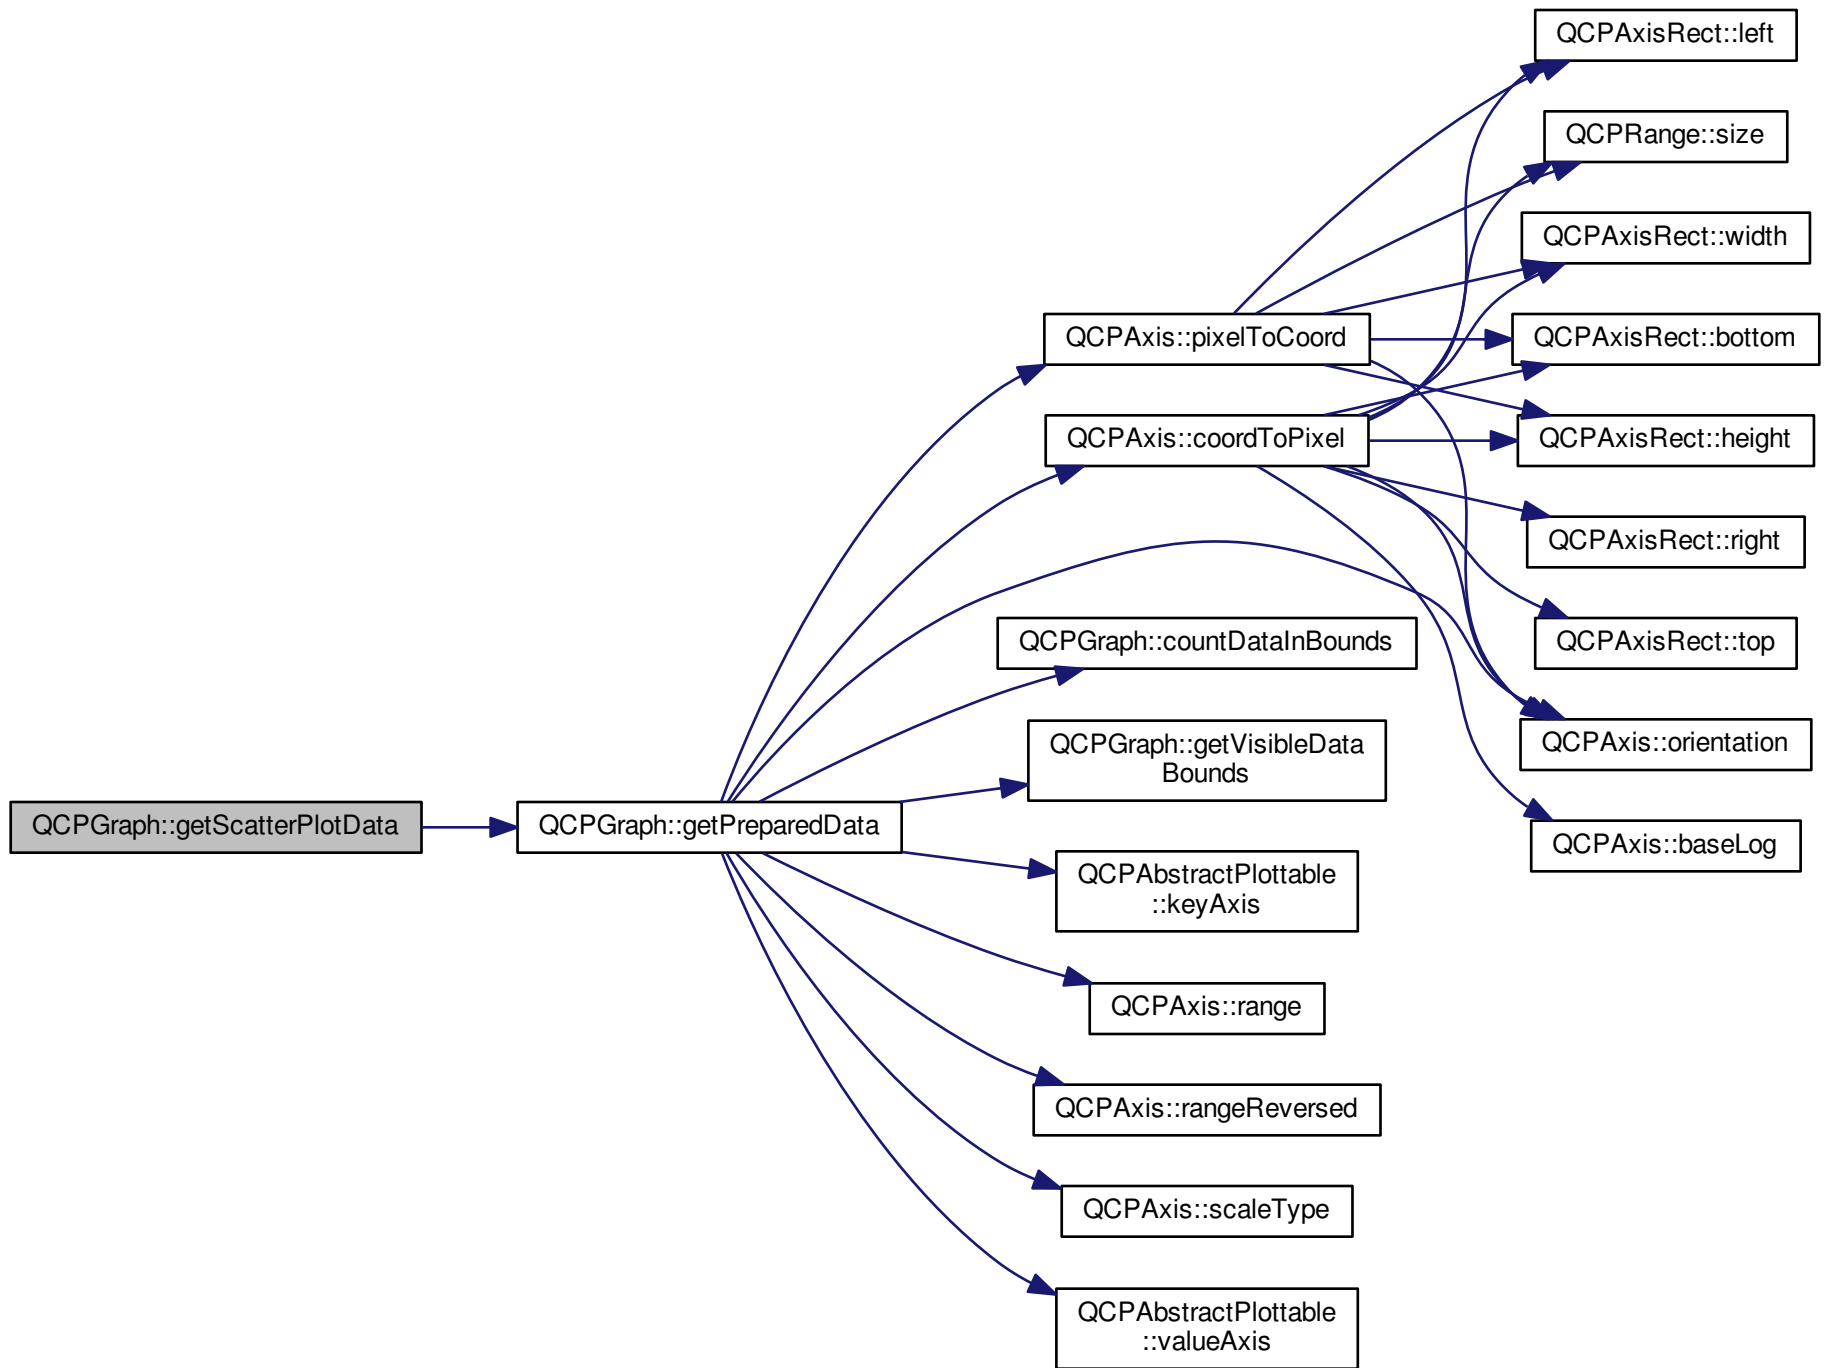 QCPGraph::getScatterPlotData
QCPGraph::getPreparedData
QCPAxis::pixelToCoord
QCPAxis::coordToPixel
QCPGraph::countDataInBounds
QCPGraph::getVisibleData
Bounds
QCPAbstractPlottable
::keyAxis
QCPAxis::range
QCPAxis::rangeReversed
QCPAxis::scaleType
QCPAbstractPlottable
::valueAxis
QCPAxisRect::left
QCPRange::size
QCPAxisRect::width
QCPAxisRect::bottom
QCPAxisRect::height
QCPAxisRect::right
QCPAxisRect::top
QCPAxis::orientation
QCPAxis::baseLog